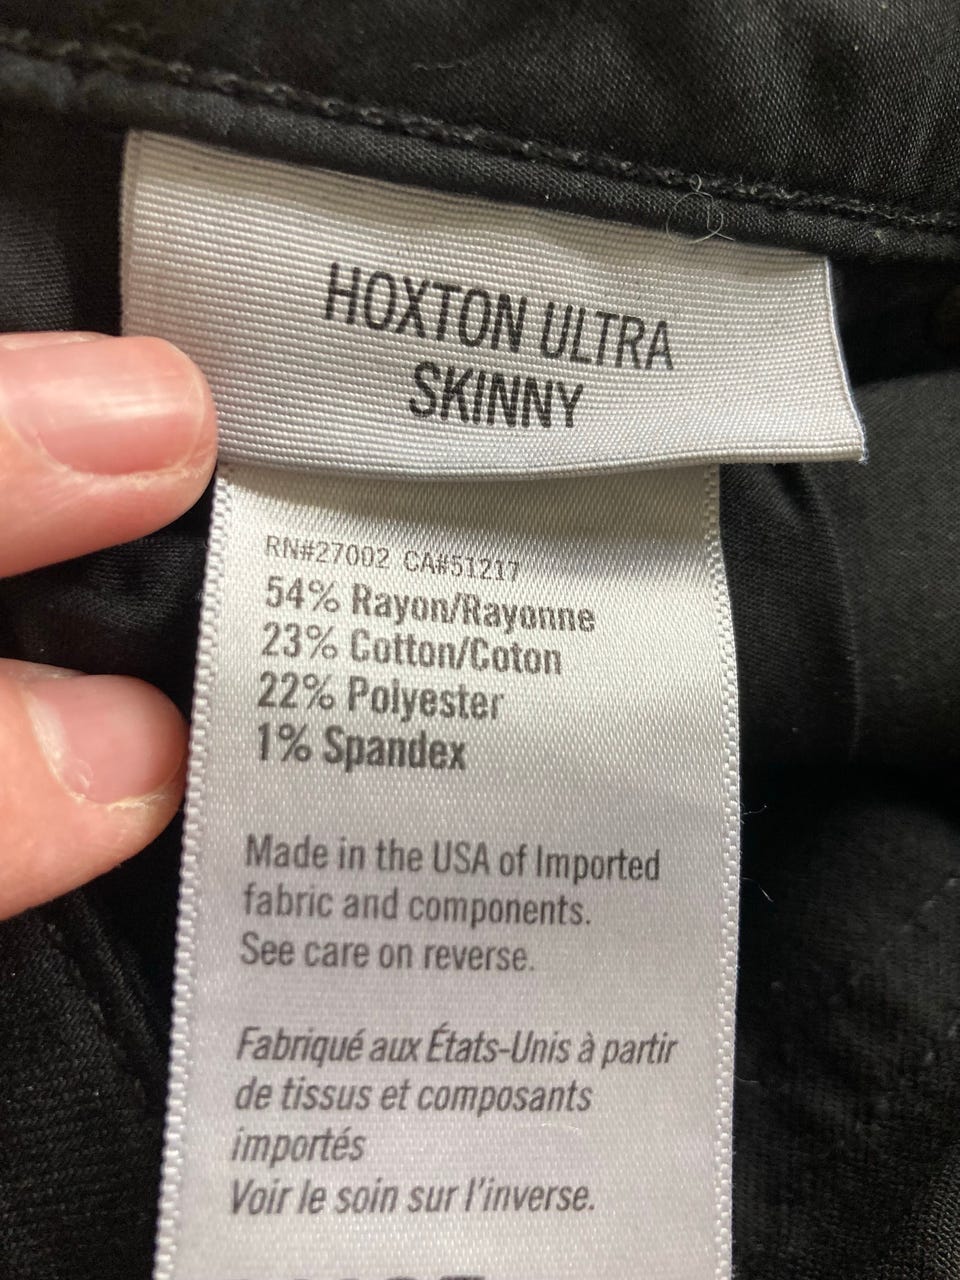 HOXTON ULTRA
SKINNY
RN#27002 CA#51217
54% Rayon/Rayonne
23% Cotton/Coton
22% Polyester
1% Spandex
Made in the USA of Imported
fabric and components.
See care on reverse.
Fabriqué aux États-Unis à partir
de tissus et composants
importés
Voir le soin sur l'inverse.